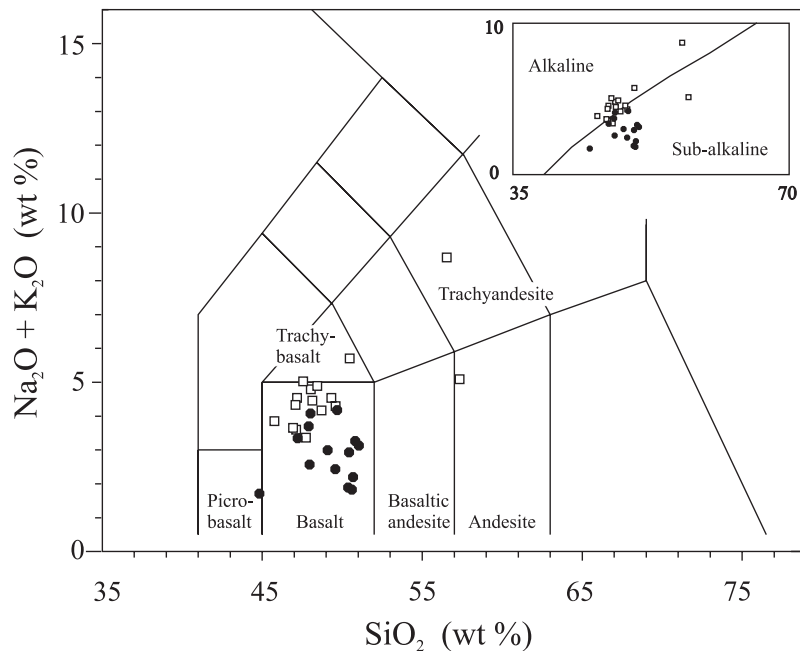 15
10
5
0
Na₂O + K₂O (wt %)
35
45
55
65
75
SiO₂ (wt %)
Trachyandesite
Trachy-
basalt
Picro-
basalt
Basalt
Basaltic
andesite
Andesite
10
0
35
70
Alkaline
Sub-alkaline